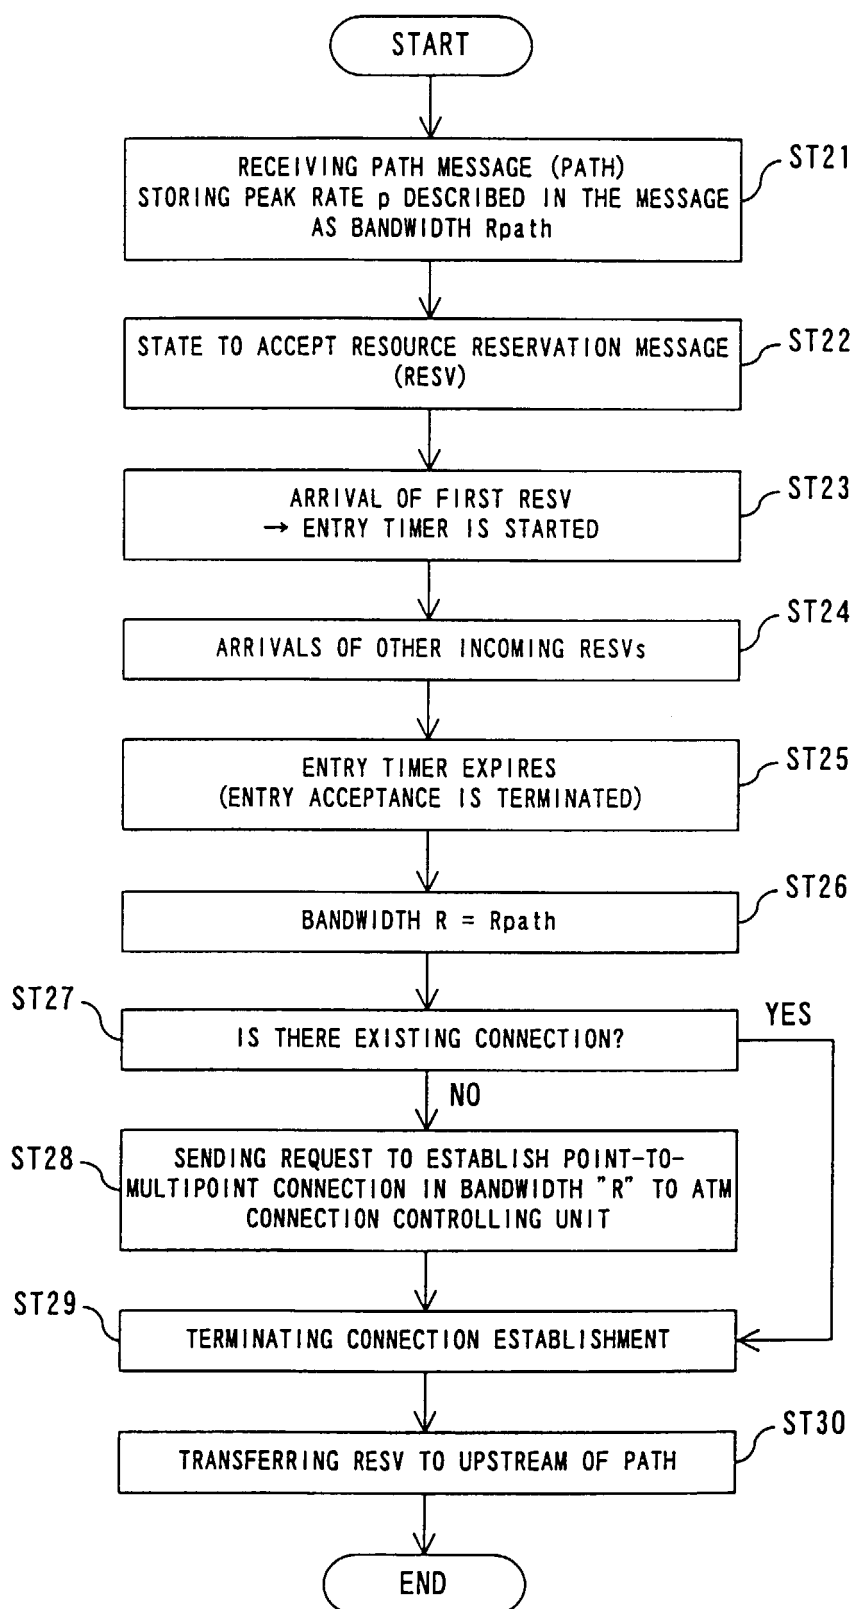 START
RECEIVING PATH MESSAGE (PATH)
STORING PEAK RATE p DESCRIBED IN THE MESSAGE
AS BANDWIDTH Rpath
ST21
STATE TO ACCEPT RESOURCE RESERVATION MESSAGE
(RESV)
ST22
ARRIVAL OF FIRST RESV
→ ENTRY TIMER IS STARTED
ST23
ARRIVALS OF OTHER INCOMING RESVs
ST24
ENTRY TIMER EXPIRES
(ENTRY ACCEPTANCE IS TERMINATED)
ST25
BANDWIDTH R = Rpath
ST26
ST27
IS THERE EXISTING CONNECTION?
YES
NO
ST28
SENDING REQUEST TO ESTABLISH POINT-TO-
MULTIPOINT CONNECTION IN BANDWIDTH "R" TO ATM
CONNECTION CONTROLLING UNIT
ST29
TERMINATING CONNECTION ESTABLISHMENT
TRANSFERRING RESV TO UPSTREAM OF PATH
ST30
END